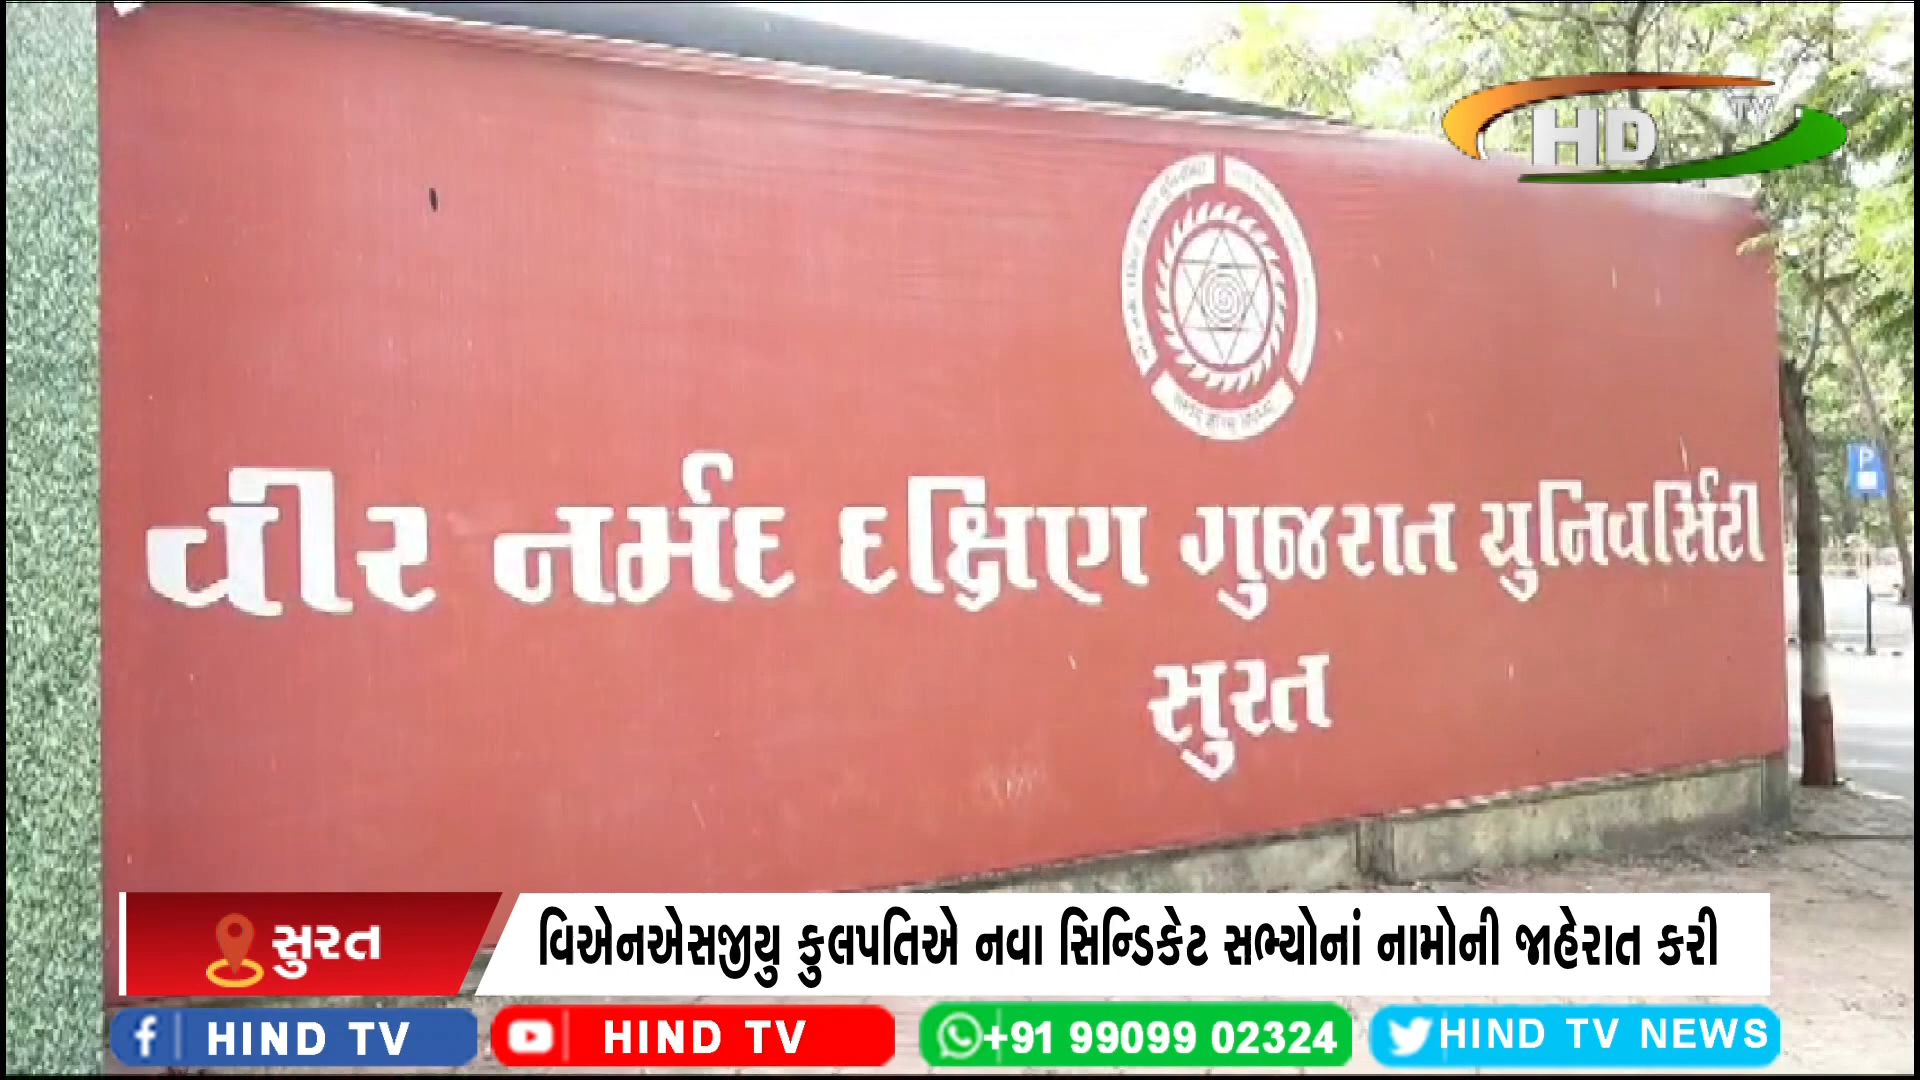 HD TV
વીર નર્મદ દક્ષિણ ગુજરાત યુનિવર્સિટી
સુરત
P
સુરત
વિએનએસજીયુ કુલપતિએ નવા સિન્ડિકેટ સભ્યોનાં નામોની જાહેરાત કરી
HIND TV
HIND TV
+91 99099 02324
HIND TV NEWS